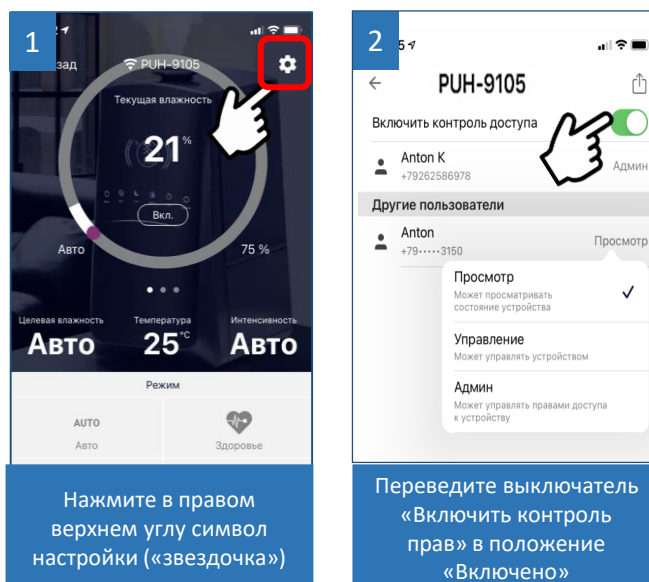 1
зад
PUH-9105
Текущая влажность
21%
Вкл.
Авто
75 %
Целевая влажность
Температура
Интенсивность
Авто
25°C
Авто
Режим
AUTO
Авто
Здоровье
Нажмите в правом
верхнем углу символ
настройки («звездочка»)
2
5
PUH-9105
Включить контроль доступа
Anton K
+79262586978
Админ
Другие пользователи
Anton
+79·····3150
Просмотр
Просмотр
Может просматривать
состояние устройства
Управление
Может управлять устройством
Админ
Может управлять правами доступа
к устройству
Переведите выключатель
«Включить контроль
прав» в положение
«Включено»